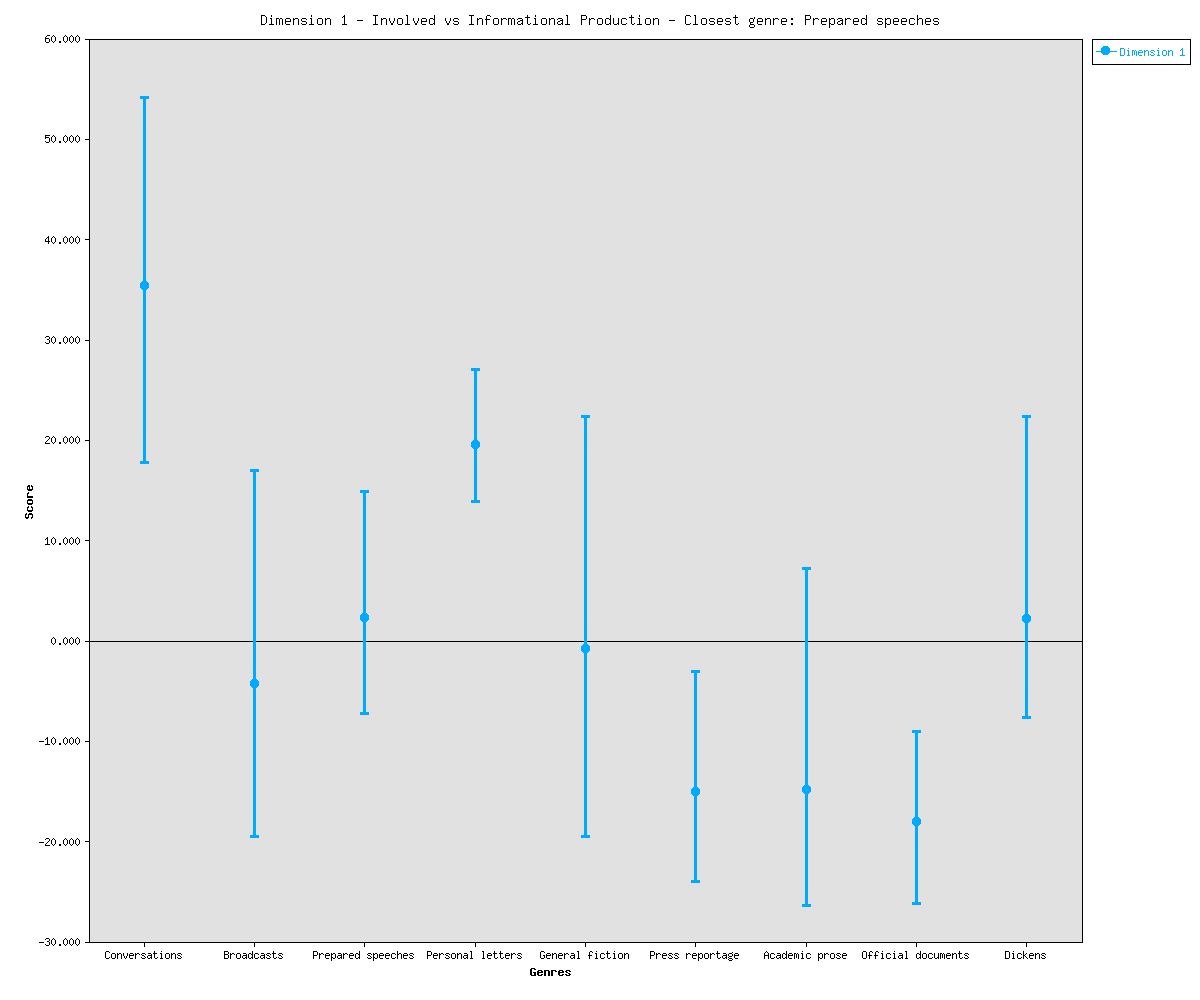 Dimension 1 - Involved vs Informational Production - Closest genre: Prepared speeches
Dimension 1
60.000
50.000
40.000
30.000
20.000
10.000
0.000
-10.000
-20.000
-30.000
Score
Conversations Broadcasts Prepared speeches Personal letters General fiction Press reportage Academic prose Official documents Dickens
Genres